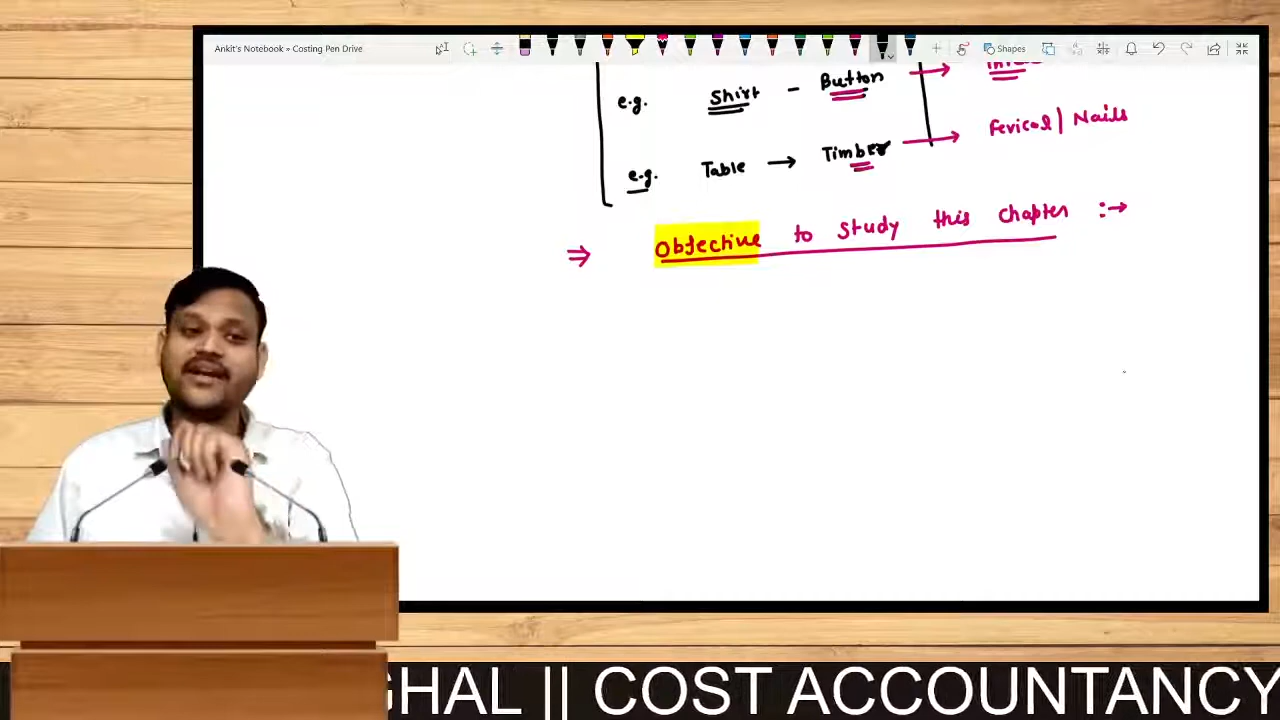 Ankit's Notebook » Costing Pen Drive
Shapes
e.g. Shirt - Button →
e.g. Table → Timber → Fevicol | Nails
⇒ Objective to study this chapter :→
GHAL || COST ACCOUNTANCY